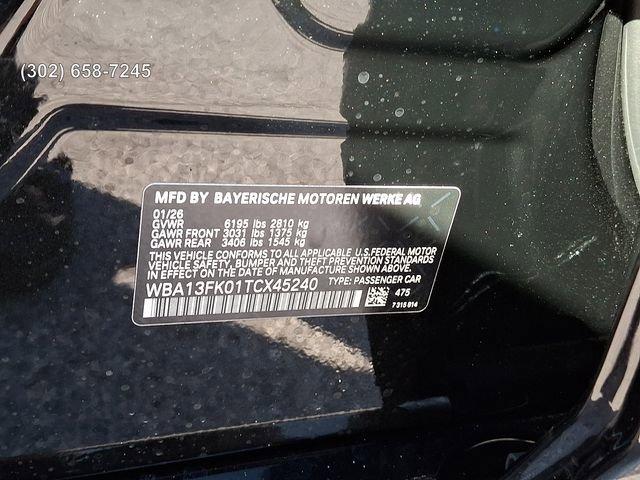 (302) 658-7245
MFD BY BAYERISCHE MOTOREN WERKE AG
01/26
GVWR 6195 lbs 2810 kg
GAWR FRONT 3031 lbs 1375 kg
GAWR REAR 3406 lbs 1545 kg
THIS VEHICLE CONFORMS TO ALL APPLICABLE U.S.FEDERAL MOTOR
VEHICLE SAFETY, BUMPER AND THEFT PREVENTION STANDARDS
IN EFFECT ON THE DATE OF MANUFACTURE SHOWN ABOVE.
WBA13FK01TCX45240 TYPE: PASSENGER CAR
475
7 315 814